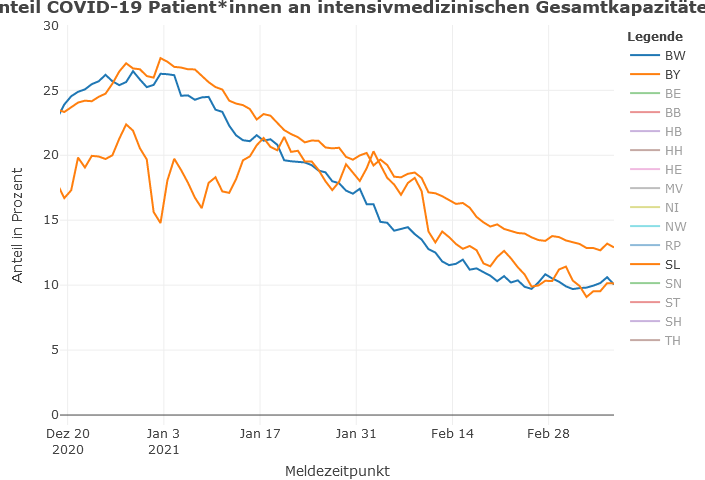 nteil COVID-19 Patient*innen an intensivmedizinischen Gesamtkapazitäte
30
25
20
15
10
5
0
Anteil in Prozent
Dez 20
2020
Jan 3
2021
Jan 17
Jan 31
Feb 14
Feb 28
Meldezeitpunkt
Legende
BW
BY
BE
BB
HB
HH
HE
MV
NI
NW
RP
SL
SN
ST
SH
TH